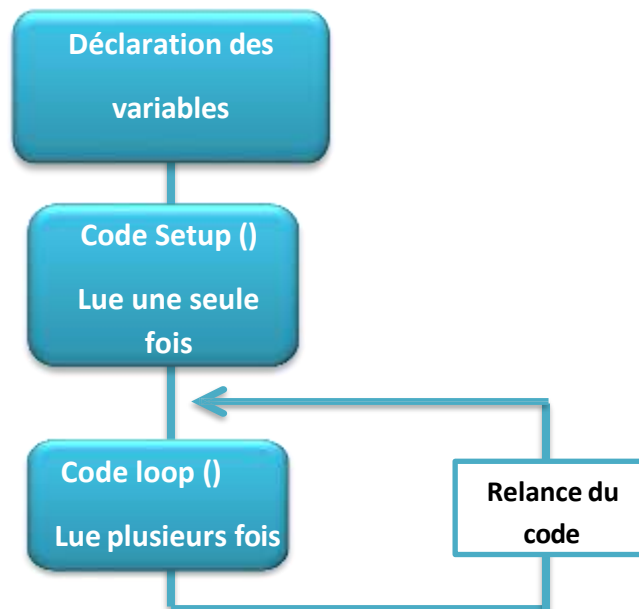 Déclaration des
variables
Code Setup ()
Lue une seule
fois
Code loop ()
Lue plusieurs fois
Relance du
code